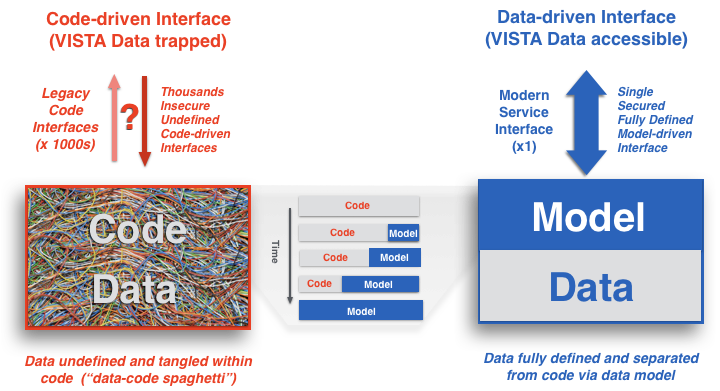 Code-driven Interface
(VISTA Data trapped)
Legacy
Code
Interfaces
(x 1000s)
?
Thousands
Insecure
Undefined
Code-driven
Interfaces
Code
Data
Data undefined and tangled within
code (“data-code spaghetti”)
Time
Code
Code Model
Code Model
Code Model
Model
Data-driven Interface
(VISTA Data accessible)
Modern
Service
Interface
(x1)
Single
Secured
Fully Defined
Model-driven
Interface
Model
Data
Data fully defined and separated
from code via data model